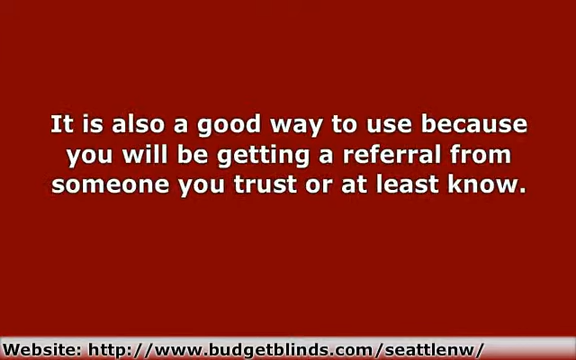 It is also a good way to use because
you will be getting a referral from
someone you trust or at least know.
Website: http://www.budgetblinds.com/seattlenw/